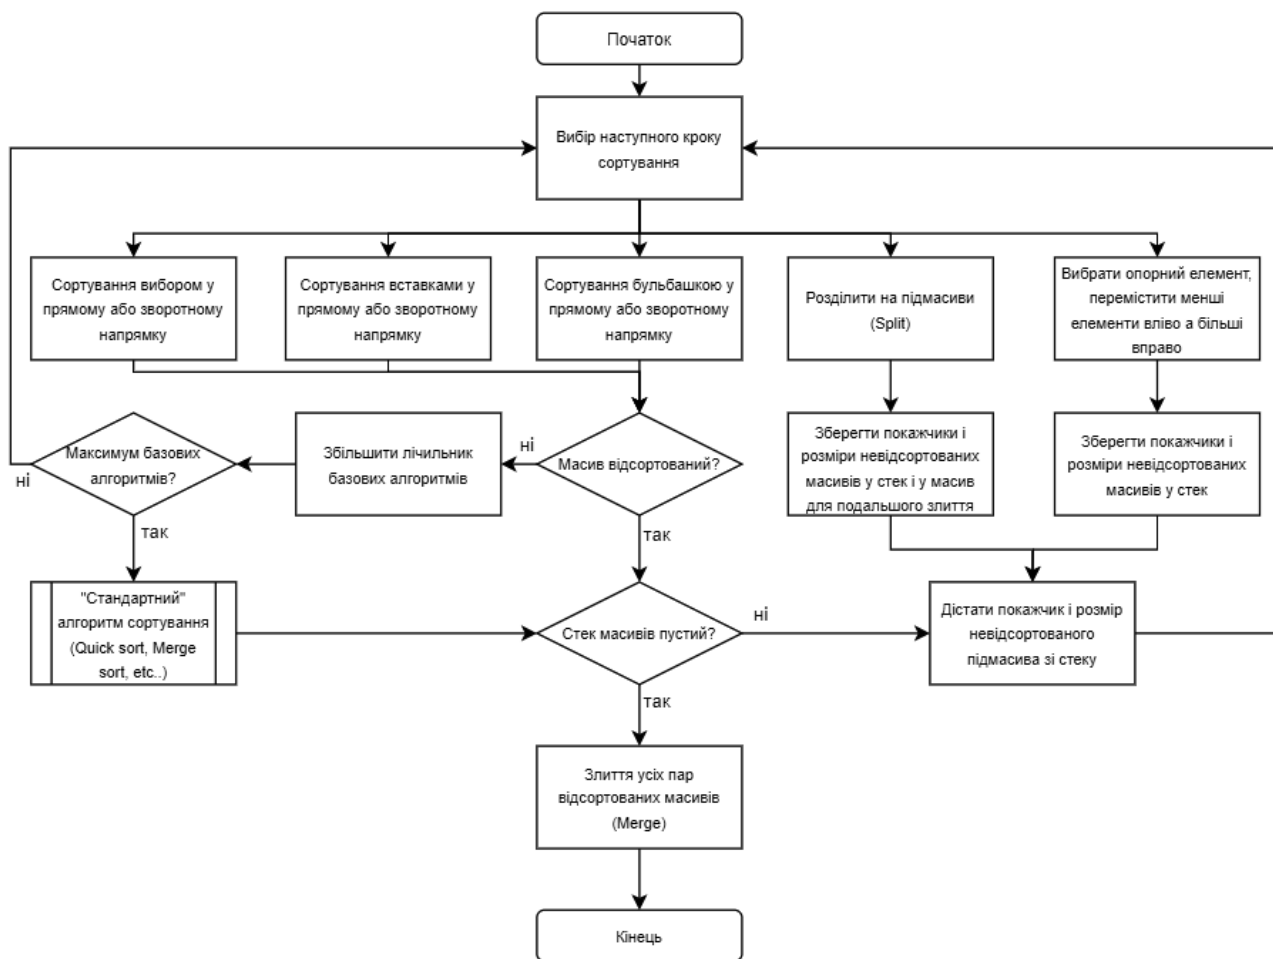 Початок
Вибір наступного кроку
сортування
Сортування вибором у
прямому або зворотному
напрямку
Сортування вставками у
прямому або зворотному
напрямку
Сортування бульбашкою у
прямому або зворотному
напрямку
Розділити на підмасиви
(Split)
Вибрати опорний елемент,
перемістити менші
елементи вліво а більші
вправо
Максимум базових
алгоритмів?
ні
так
Збільшити лічильник
базових алгоритмів
ні
Масив відсортований?
так
Зберегти покажчики і
розміри невідсортованих
масивів у стек і у масив
для подальшого злиття
Зберегти покажчики і
розміри невідсортованих
масивів у стек
"Стандартний"
алгоритм сортування
(Quick sort, Merge
sort, etc..)
Стек масивів пустий?
ні
так
Дістати покажчик і розмір
невідсортованого
підмасива зі стеку
Злиття усіх пар
відсортованих масивів
(Merge)
Кінець